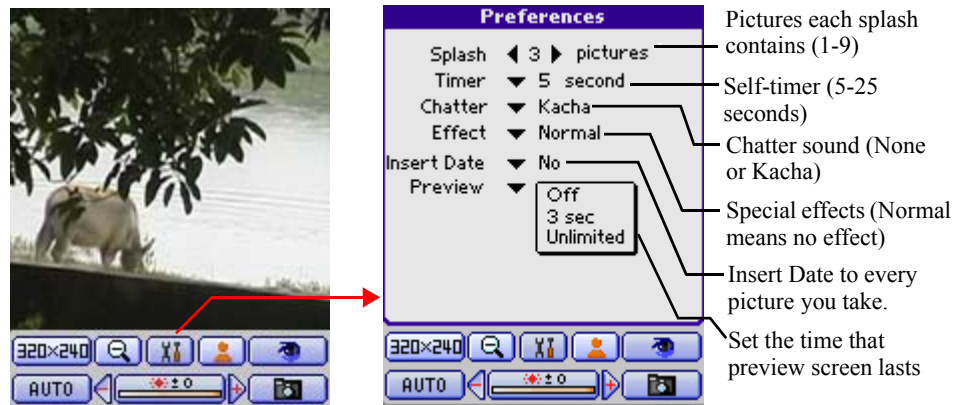 320×240
AUTO
± 0
Preferences
Splash 3 pictures
Timer 5 second
Chatter Kacha
Effect Normal
Insert Date No
Preview
Off
3 sec
Unlimited
320×240
AUTO
± 0
Pictures each splash
contains (1-9)
Self-timer (5-25
seconds)
Chatter sound (None
or Kacha)
Special effects (Normal
means no effect)
Insert Date to every
picture you take.
Set the time that
preview screen lasts